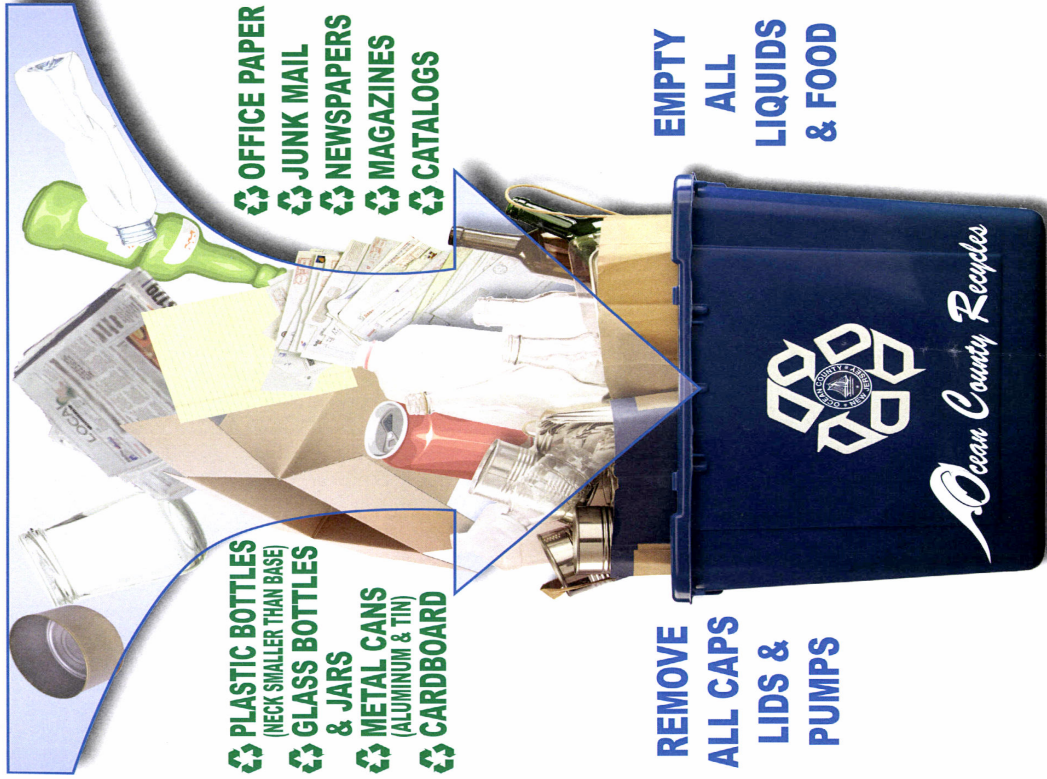 PLASTIC BOTTLES
(NECK SMALLER THAN BASE)
GLASS BOTTLES
& JARS
METAL CANS
(ALUMINUM & TIN)
CARDBOARD
OFFICE PAPER
JUNK MAIL
NEWSPAPERS
MAGAZINES
CATALOGS
LOCAL
REMOVE
ALL CAPS
LIDS &
PUMPS
EMPTY
ALL
LIQUIDS
& FOOD
OCEAN COUNTY
NEW JERSEY
Ocean County Recycles